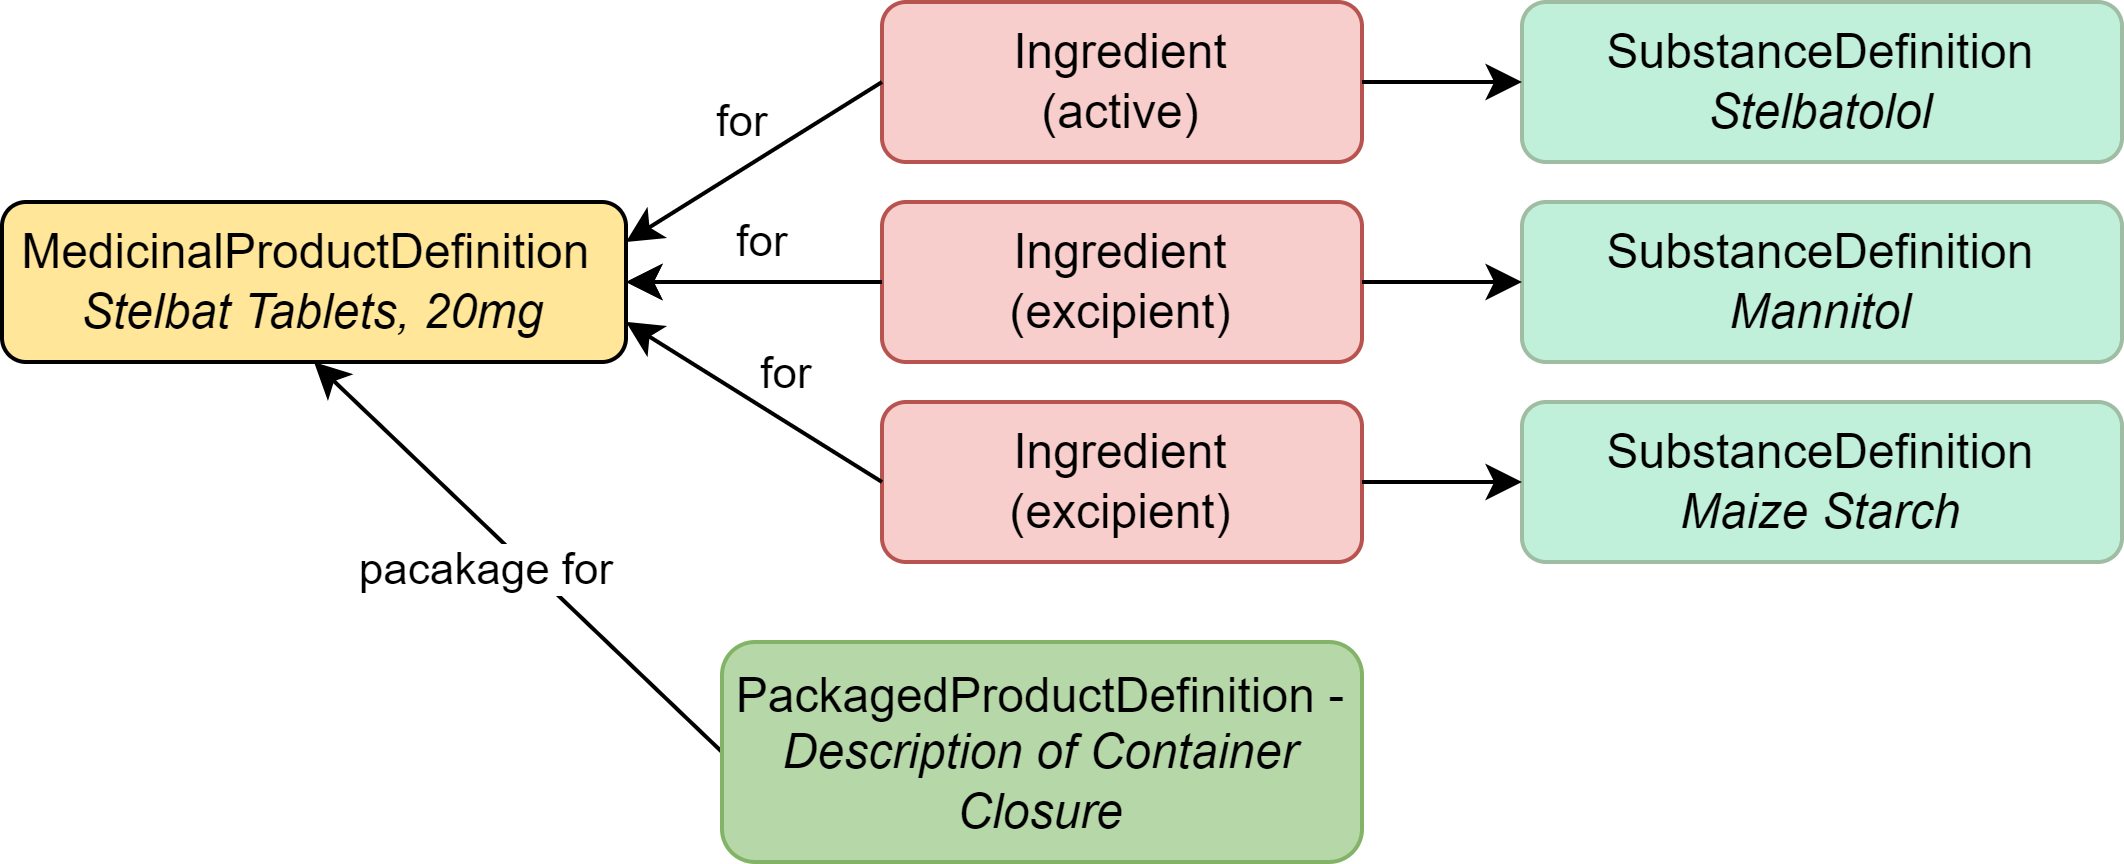 Ingredient
(active)
SubstanceDefinition
Stelbatolol
for
MedicinalProductDefinition
Stelbat Tablets, 20mg
for
Ingredient
(excipient)
SubstanceDefinition
Mannitol
for
Ingredient
(excipient)
SubstanceDefinition
Maize Starch
pacakage for
PackagedProductDefinition -
Description of Container
Closure